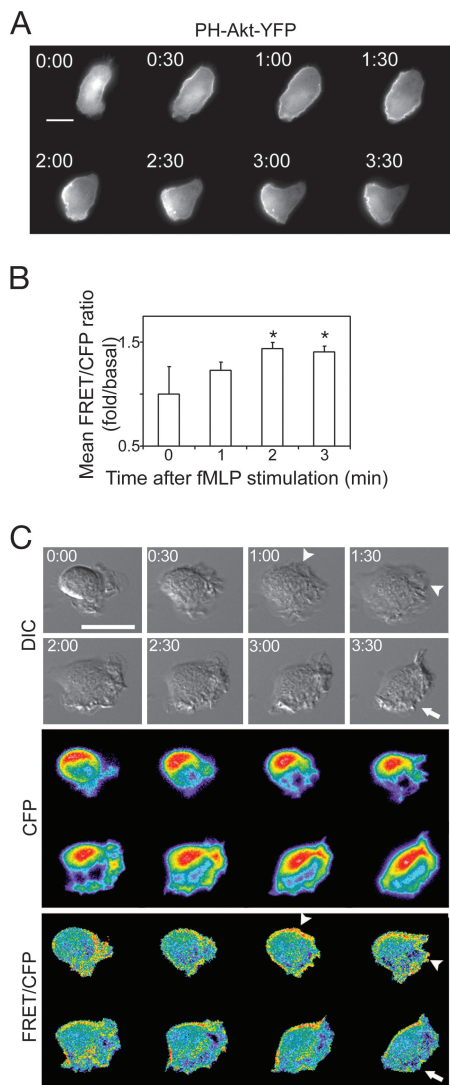 A
PH-Akt-YFP
0:00 0:30 1:00 1:30
2:00 2:30 3:00 3:30
B
Mean FRET/CFP ratio
(fold/basal)
1.5
*
*
0.5
0 1 2 3
Time after fMLP stimulation (min)
C
DIC
0:00 0:30 1:00 1:30
2:00 2:30 3:00 3:30
CFP
FRET/CFP